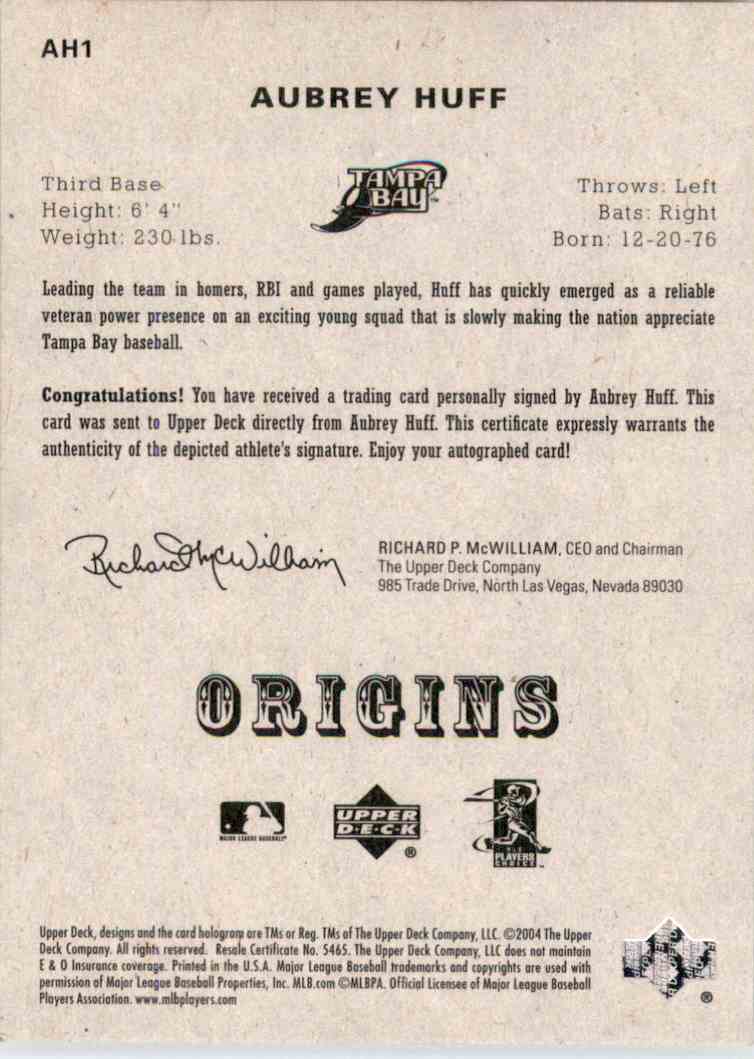 AH1
AUBREY HUFF
Third Base
Height: 6' 4"
Weight: 230 lbs.
TAMPA
BAY
Throws: Left
Bats: Right
Born: 12-20-76
Leading the team in homers, RBI and games played, Huff has quickly emerged as a reliable
veteran power presence on an exciting young squad that is slowly making the nation appreciate
Tampa Bay baseball.
Congratulations! You have received a trading card personally signed by Aubrey Huff. This
card was sent to Upper Deck directly from Aubrey Huff. This certificate expressly warrants the
authenticity of the depicted athlete's signature. Enjoy your autographed card!
Richard McWilliam
RICHARD P. McWILLIAM, CEO and Chairman
The Upper Deck Company
985 Trade Drive, North Las Vegas, Nevada 89030
ORIGINS
MAJOR LEAGUE BASEBALL
UPPER
D·E·C·K
®
PLAYERS
CHOICE
Upper Deck, designs and the card hologram are TMs or Reg. TMs of The Upper Deck Company, LLC. ©2004 The Upper
Deck Company. All rights reserved. Resale Certificate No. 5465. The Upper Deck Company, LLC does not maintain
E & O Insurance coverage. Printed in the U.S.A. Major League Baseball trademarks and copyrights are used with
permission of Major League Baseball Properties, Inc. MLB.com ©MLBPA. Official Licensee of Major League Baseball
Players Association. www.mlbplayers.com
®